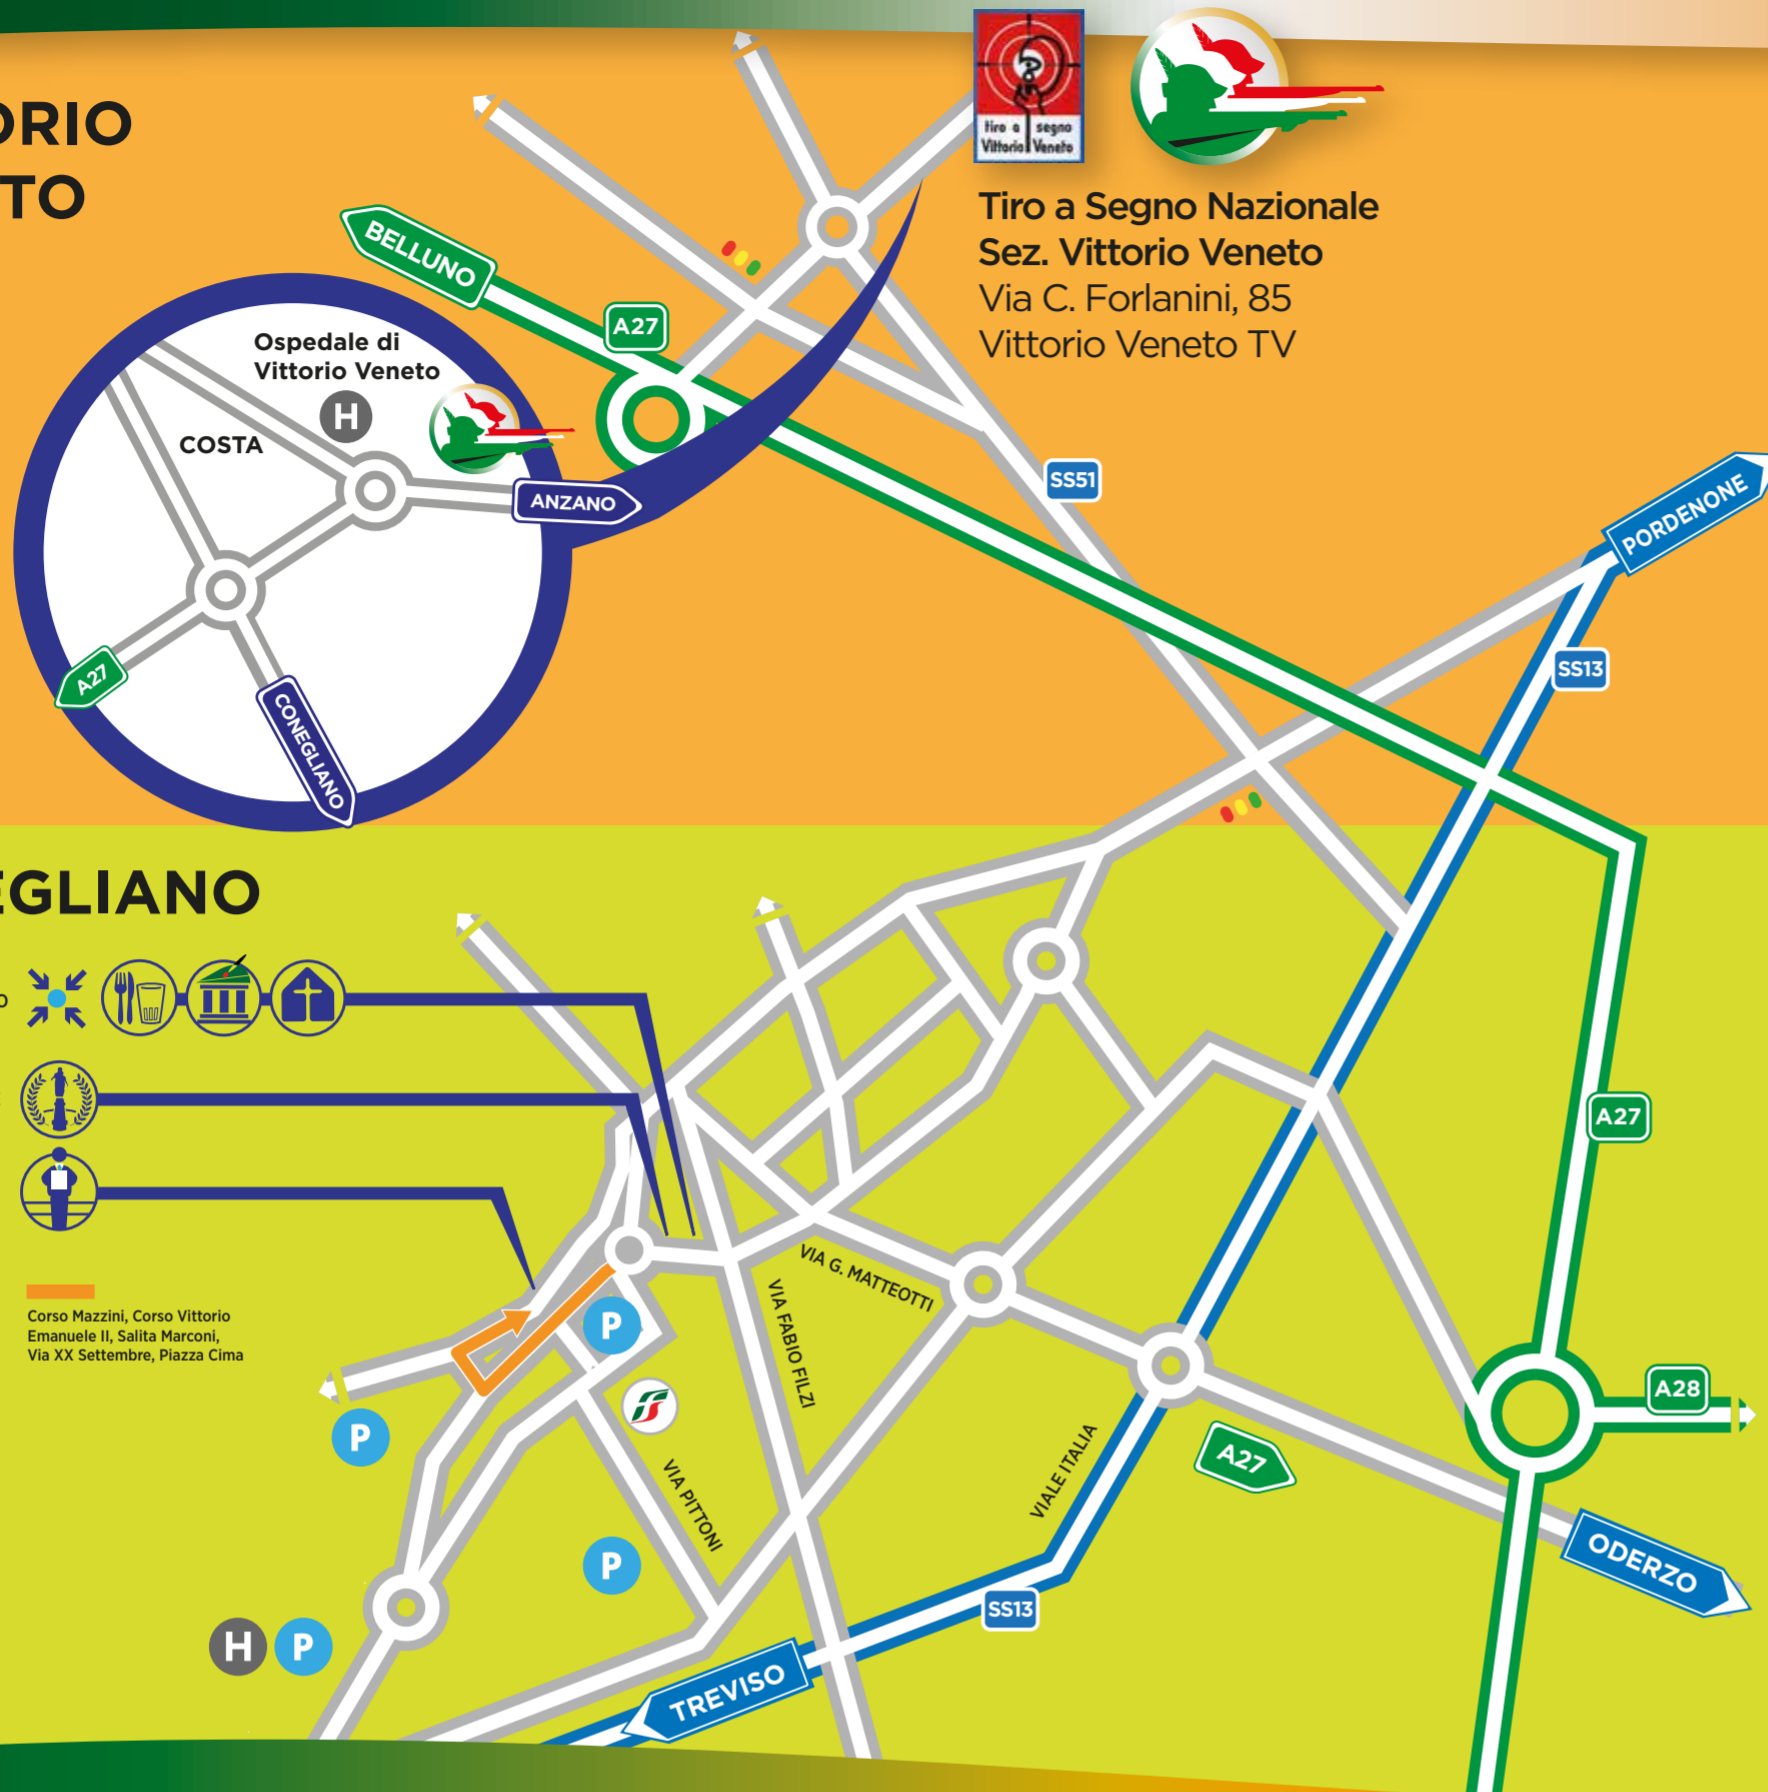 ORIO
TO
tiro a segno
Vittorio Veneto
Tiro a Segno Nazionale
Sez. Vittorio Veneto
Via C. Forlanini, 85
Vittorio Veneto TV
BELLUNO
A27
Ospedale di
Vittorio Veneto
H
COSTA
ANZANO
A27
CONEGLIANO
SS51
PORDENONE
SS13
EGLIANO
o
A27
Corso Mazzini, Corso Vittorio
Emanuele II, Salita Marconi,
Via XX Settembre, Piazza Cima
VIA G. MATTEOTTI
VIA FABIO FILZI
P
P
VIA PITTONI
VIALE ITALIA
A27
A28
P
ODERZO
SS13
H P
TREVISO